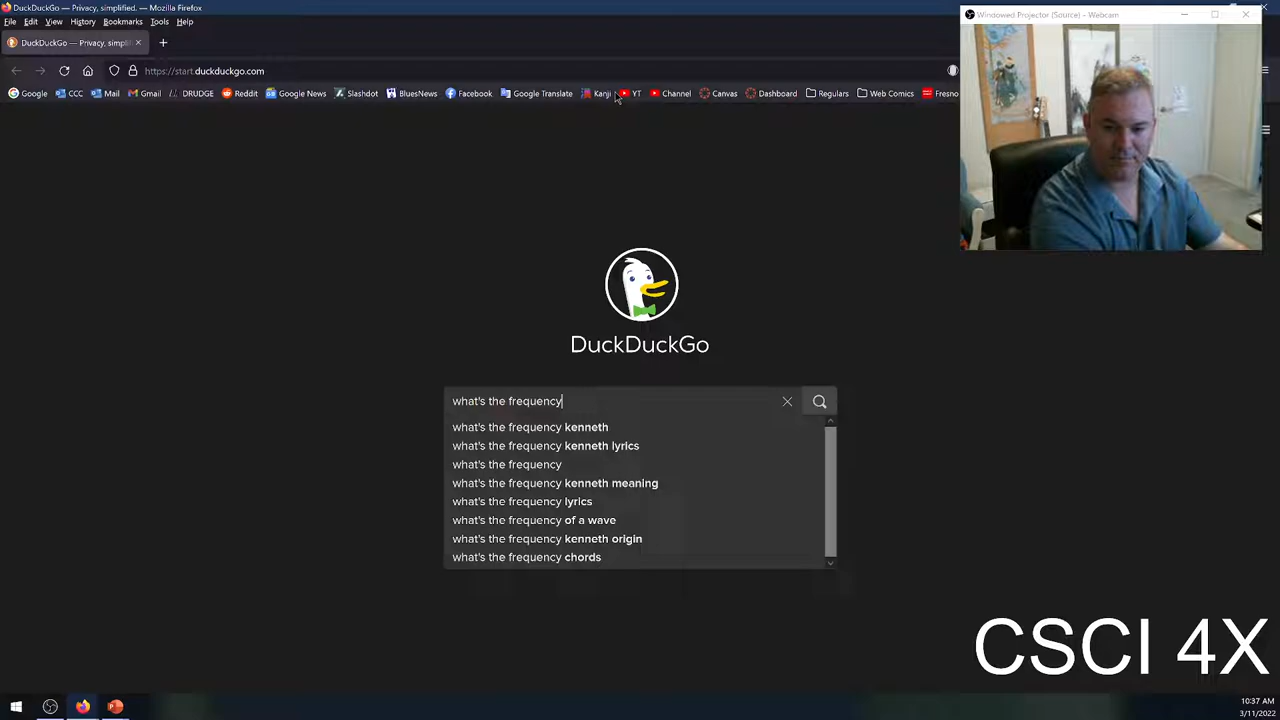 DuckDuckGo — Privacy, simplified. — Mozilla Firefox
File Edit View History Bookmarks Tools Help
Windowed Projector (Source) - Webcam
DuckDuckGo — Privacy, simpli
https://start.duckduckgo.com
Google CCC Mail Gmail DRUDGE Reddit Google News Slashdot BluesNews Facebook Google Translate Kanji YT Channel Canvas Dashboard Regulars Web Comics Fresno
DuckDuckGo
what's the frequency
what's the frequency kenneth
what's the frequency kenneth lyrics
what's the frequency
what's the frequency kenneth meaning
what's the frequency lyrics
what's the frequency of a wave
what's the frequency kenneth origin
what's the frequency chords
CSCI 4X
10:37 AM
3/11/2022